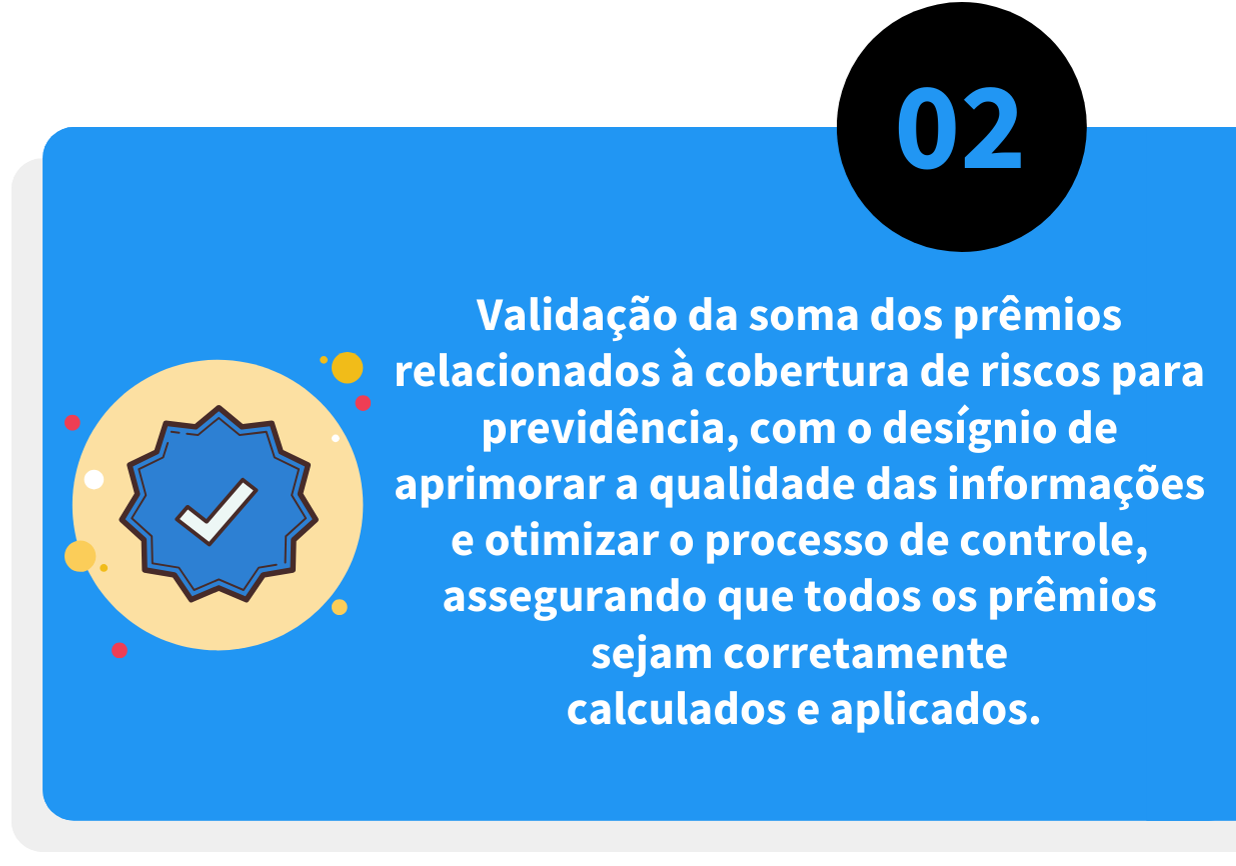 02
Validação da soma dos prêmios
relacionados à cobertura de riscos para
previdência, com o desígnio de
aprimorar a qualidade das informações
e otimizar o processo de controle,
assegurando que todos os prêmios
sejam corretamente
calculados e aplicados.